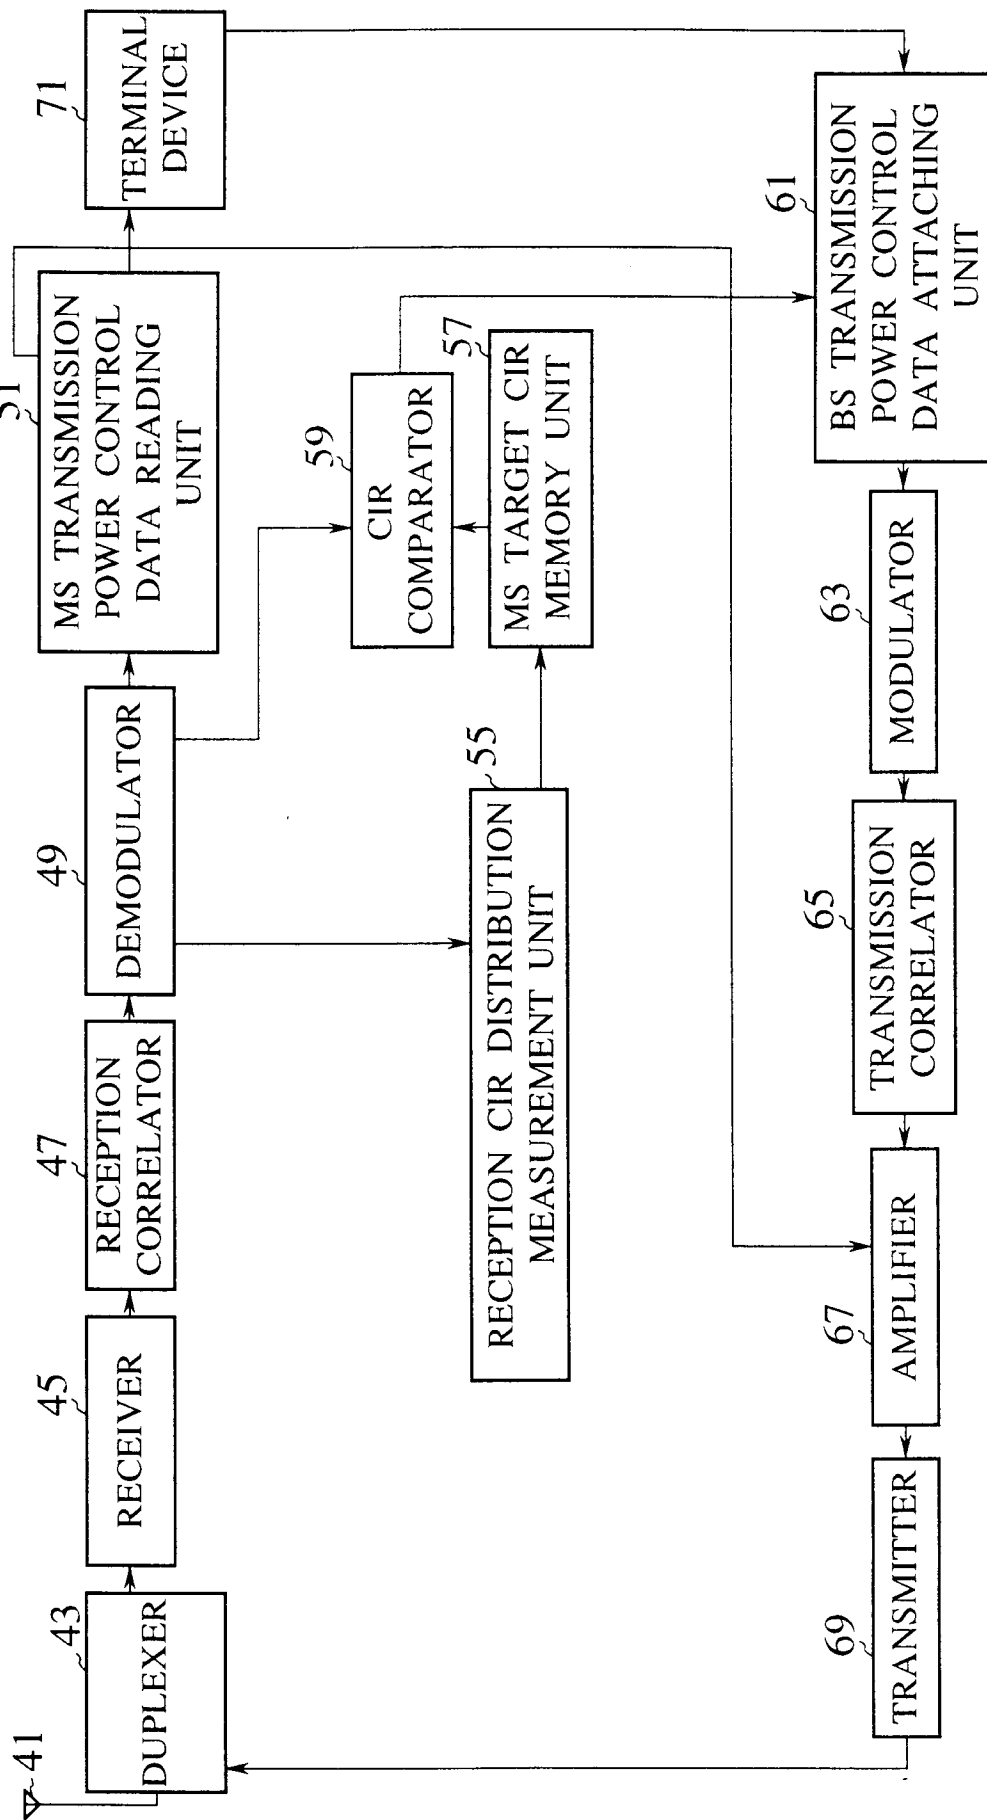 41
43
DUPLEXER
45
RECEIVER
47
RECEPTION
CORRELATOR
49
DEMODULATOR
51
MS TRANSMISSION
POWER CONTROL
DATA READING
UNIT
71
TERMINAL
DEVICE
59
CIR
COMPARATOR
57
MS TARGET CIR
MEMORY UNIT
55
RECEPTION CIR DISTRIBUTION
MEASUREMENT UNIT
69
TRANSMITTER
67
AMPLIFIER
65
TRANSMISSION
CORRELATOR
63
MODULATOR
61
BS TRANSMISSION
POWER CONTROL
DATA ATTACHING
UNIT